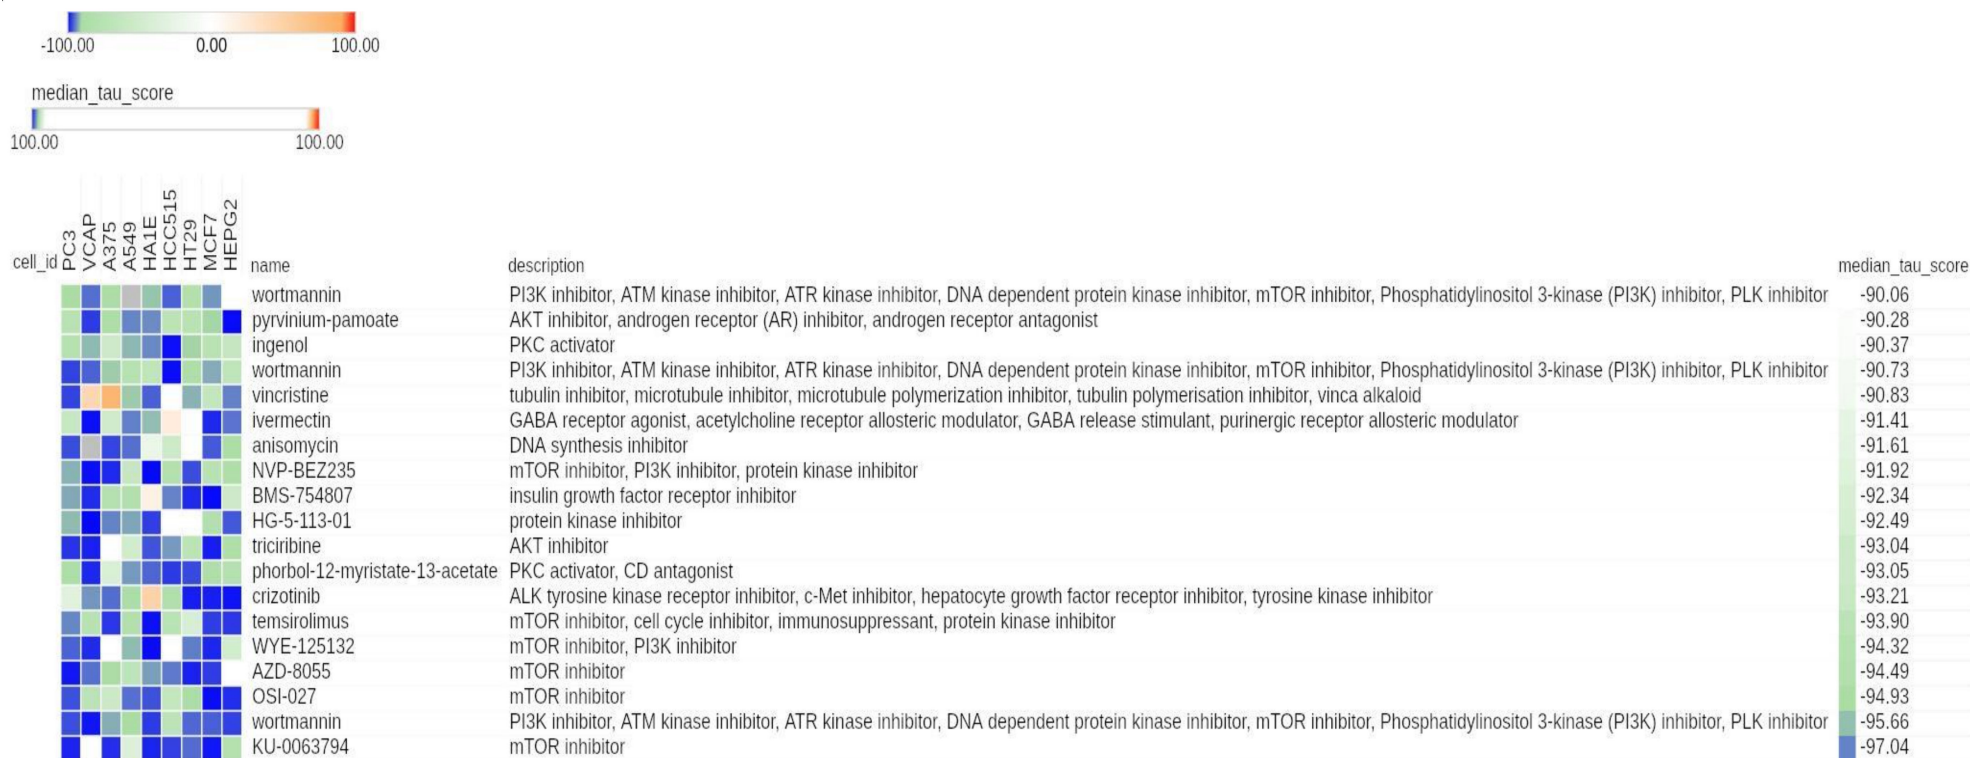 -100.00 0.00 100.00
median_tau_score
100.00 100.00
cell_id PC3 VCAP A375 A549 HA1E HCC515 HT29 MCF7 HEPG2 name description median_tau_score
wortmannin PI3K inhibitor, ATM kinase inhibitor, ATR kinase inhibitor, DNA dependent protein kinase inhibitor, mTOR inhibitor, Phosphatidylinositol 3-kinase (PI3K) inhibitor, PLK inhibitor -90.06
pyrvinium-pamoate AKT inhibitor, androgen receptor (AR) inhibitor, androgen receptor antagonist -90.28
ingenol PKC activator -90.37
wortmannin PI3K inhibitor, ATM kinase inhibitor, ATR kinase inhibitor, DNA dependent protein kinase inhibitor, mTOR inhibitor, Phosphatidylinositol 3-kinase (PI3K) inhibitor, PLK inhibitor -90.73
vincristine tubulin inhibitor, microtubule inhibitor, microtubule polymerization inhibitor, tubulin polymerisation inhibitor, vinca alkaloid -90.83
ivermectin GABA receptor agonist, acetylcholine receptor allosteric modulator, GABA release stimulant, purinergic receptor allosteric modulator -91.41
anisomycin DNA synthesis inhibitor -91.61
NVP-BEZ235 mTOR inhibitor, PI3K inhibitor, protein kinase inhibitor -91.92
BMS-754807 insulin growth factor receptor inhibitor -92.34
HG-5-113-01 protein kinase inhibitor -92.49
triciribine AKT inhibitor -93.04
phorbol-12-myristate-13-acetate PKC activator, CD antagonist -93.05
crizotinib ALK tyrosine kinase receptor inhibitor, c-Met inhibitor, hepatocyte growth factor receptor inhibitor, tyrosine kinase inhibitor -93.21
temsirolimus mTOR inhibitor, cell cycle inhibitor, immunosuppressant, protein kinase inhibitor -93.90
WYE-125132 mTOR inhibitor, PI3K inhibitor -94.32
AZD-8055 mTOR inhibitor -94.49
OSI-027 mTOR inhibitor -94.93
wortmannin PI3K inhibitor, ATM kinase inhibitor, ATR kinase inhibitor, DNA dependent protein kinase inhibitor, mTOR inhibitor, Phosphatidylinositol 3-kinase (PI3K) inhibitor, PLK inhibitor -95.66
KU-0063794 mTOR inhibitor -97.04